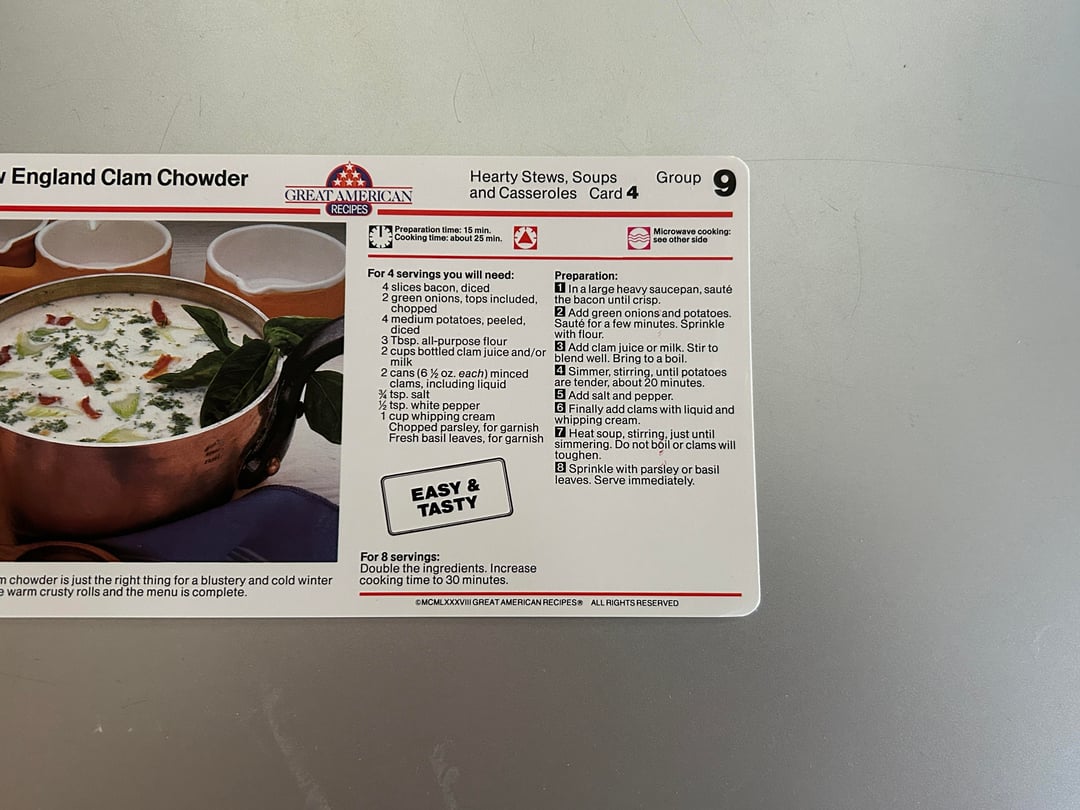 England Clam Chowder
GREAT AMERICAN
RECIPES
Hearty Stews, Soups
and Casseroles Card 4
Group 9
Preparation time: 15 min.
Cooking time: about 25 min.
Microwave cooking:
see other side
For 4 servings you will need:
4 slices bacon, diced
2 green onions, tops included,
chopped
4 medium potatoes, peeled,
diced
3 Tbsp. all-purpose flour
2 cups bottled clam juice and/or
milk
2 cans (6 ½ oz. each) minced
clams, including liquid
¾ tsp. salt
½ tsp. white pepper
1 cup whipping cream
Chopped parsley, for garnish
Fresh basil leaves, for garnish
EASY &
TASTY
For 8 servings:
Double the ingredients. Increase
cooking time to 30 minutes.
Preparation:
1 In a large heavy saucepan, sauté
the bacon until crisp.
2 Add green onions and potatoes.
Sauté for a few minutes. Sprinkle
with flour.
3 Add clam juice or milk. Stir to
blend well. Bring to a boil.
4 Simmer, stirring, until potatoes
are tender, about 20 minutes.
5 Add salt and pepper.
6 Finally add clams with liquid and
whipping cream.
7 Heat soup, stirring, just until
simmering. Do not boil or clams will
toughen.
8 Sprinkle with parsley or basil
leaves. Serve immediately.
chowder is just the right thing for a blustery and cold winter
warm crusty rolls and the menu is complete.
©MCMLXXXVIII GREAT AMERICAN RECIPES® ALL RIGHTS RESERVED